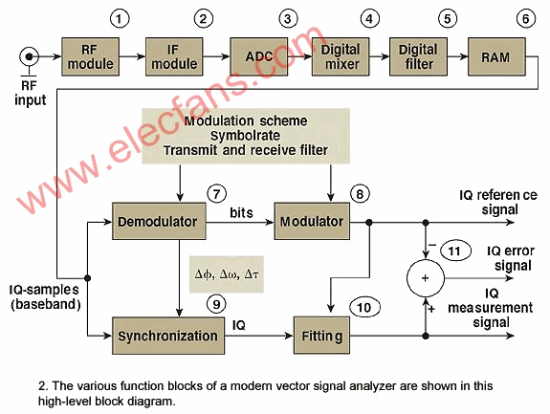 1
2
3
4
5
6
RF
module
IF
module
ADC
Digital
mixer
Digital
filter
RAM
RF
input
www.elecfans.com
Modulation scheme
Symbolrate
Transmit and receive filter
7
8
Demodulator
bits
Modulator
IQ reference
signal
−
11
+
IQ error
signal
Δϕ, Δω, Δτ
IQ-samples
(baseband)
9
10
+
IQ
measurement
signal
Synchronization
IQ
Fitting
2. The various function blocks of a modern vector signal analyzer are shown in this
high-level block diagram.